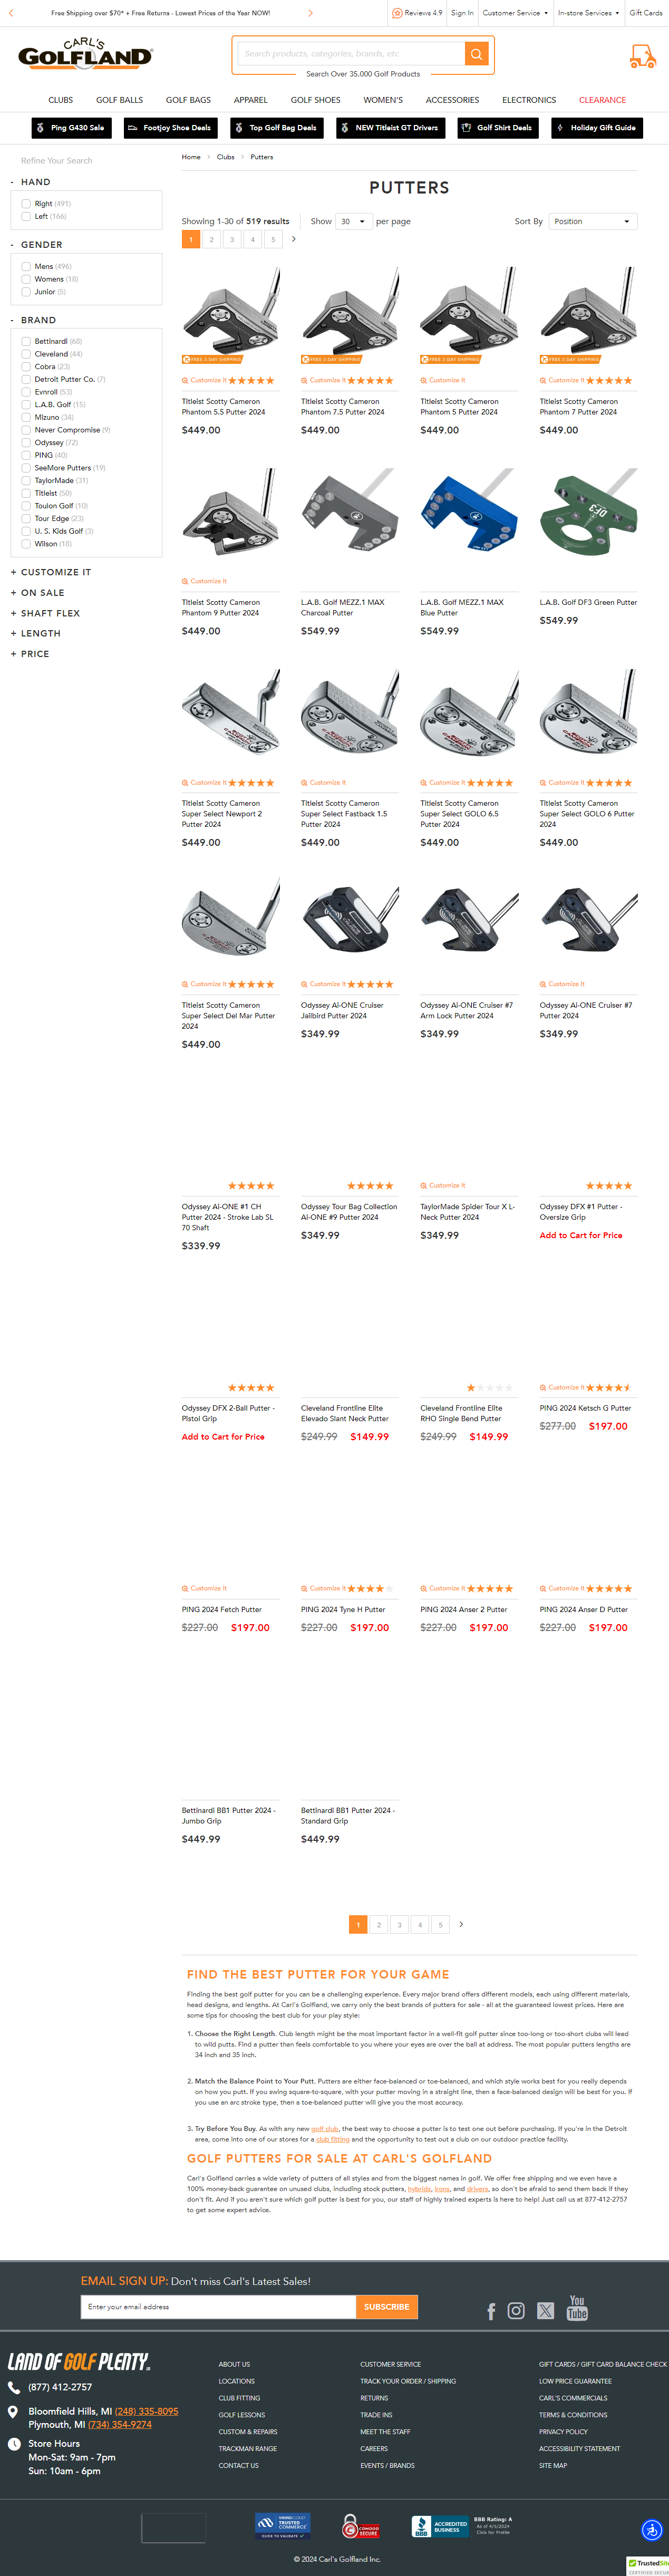 Free Shipping over $70* + Free Returns - Lowest Prices of the Year NOW!
Reviews 4.9
Sign In
Customer Service
In-store Services
Gift Cards
CARL'S
GOLFLAND
Search products, categories, brands, etc
Search Over 35,000 Golf Products
CLUBS
GOLF BALLS
GOLF BAGS
APPAREL
GOLF SHOES
WOMEN'S
ACCESSORIES
ELECTRONICS
CLEARANCE
Ping G430 Sale
Footjoy Shoe Deals
Top Golf Bag Deals
NEW Titleist GT Drivers
Golf Shirt Deals
Holiday Gift Guide
Refine Your Search
- HAND
Right (491)
Left (166)
- GENDER
Mens (496)
Womens (18)
Junior (5)
- BRAND
Bettinardi (68)
Cleveland (44)
Cobra (23)
Detroit Putter Co. (7)
Evnroll (53)
L.A.B. Golf (15)
Mizuno (34)
Never Compromise (9)
Odyssey (72)
PING (40)
SeeMore Putters (19)
TaylorMade (31)
Titleist (50)
Toulon Golf (10)
Tour Edge (23)
U. S. Kids Golf (3)
Wilson (18)
+ CUSTOMIZE IT
+ ON SALE
+ SHAFT FLEX
+ LENGTH
+ PRICE
Home > Clubs > Putters
PUTTERS
Showing 1-30 of 519 results
Show 30 per page
Sort By Position
1 2 3 4 5
FREE 2 DAY SHIPPING
Customize It
Titleist Scotty Cameron
Phantom 5.5 Putter 2024
$449.00
FREE 2 DAY SHIPPING
Customize It
Titleist Scotty Cameron
Phantom 7.5 Putter 2024
$449.00
FREE 2 DAY SHIPPING
Customize It
Titleist Scotty Cameron
Phantom 5 Putter 2024
$449.00
FREE 2 DAY SHIPPING
Customize It
Titleist Scotty Cameron
Phantom 7 Putter 2024
$449.00
Customize It
Titleist Scotty Cameron
Phantom 9 Putter 2024
$449.00
L.A.B. Golf MEZZ.1 MAX
Charcoal Putter
$549.99
L.A.B. Golf MEZZ.1 MAX
Blue Putter
$549.99
DF3
L.A.B. Golf DF3 Green Putter
$549.99
Customize It
Titleist Scotty Cameron
Super Select Newport 2
Putter 2024
$449.00
Customize It
Titleist Scotty Cameron
Super Select Fastback 1.5
Putter 2024
$449.00
Customize It
Titleist Scotty Cameron
Super Select GOLO 6.5
Putter 2024
$449.00
Customize It
Titleist Scotty Cameron
Super Select GOLO 6 Putter
2024
$449.00
Customize It
Titleist Scotty Cameron
Super Select Del Mar Putter
2024
$449.00
Customize It
Odyssey Ai-ONE Cruiser
Jailbird Putter 2024
$349.99
Odyssey Ai-ONE Cruiser #7
Arm Lock Putter 2024
$349.99
Customize It
Odyssey Ai-ONE Cruiser #7
Putter 2024
$349.99
Odyssey Ai-ONE #1 CH
Putter 2024 - Stroke Lab SL
70 Shaft
$339.99
Odyssey Tour Bag Collection
Ai-ONE #9 Putter 2024
$349.99
Customize It
TaylorMade Spider Tour X L-
Neck Putter 2024
$349.99
Odyssey DFX #1 Putter -
Oversize Grip
Add to Cart for Price
Odyssey DFX 2-Ball Putter -
Pistol Grip
Add to Cart for Price
Cleveland Frontline Elite
Elevado Slant Neck Putter
$249.99 $149.99
Cleveland Frontline Elite
RHO Single Bend Putter
$249.99 $149.99
Customize It
PING 2024 Ketsch G Putter
$277.00 $197.00
Customize It
PING 2024 Fetch Putter
$227.00 $197.00
Customize It
PING 2024 Tyne H Putter
$227.00 $197.00
Customize It
PING 2024 Anser 2 Putter
$227.00 $197.00
Customize It
PING 2024 Anser D Putter
$227.00 $197.00
Bettinardi BB1 Putter 2024 -
Jumbo Grip
$449.99
Bettinardi BB1 Putter 2024 -
Standard Grip
$449.99
1 2 3 4 5
FIND THE BEST PUTTER FOR YOUR GAME
Finding the best golf putter for you can be a challenging experience. Every major brand offers different models, each using different materials,
head designs, and lengths. At Carl's Golfland, we carry only the best brands of putters for sale - all at the guaranteed lowest prices. Here are
some tips for choosing the best club for your play style:
1. Choose the Right Length. Club length might be the most important factor in a well-fit golf putter since too-long or too-short clubs will lead
to wild putts. Find a putter than feels comfortable to you where your eyes are over the ball at address. The most popular putters lengths are
34 inch and 35 inch.
2. Match the Balance Point to Your Putt. Putters are either face-balanced or toe-balanced, and which style works best for you really depends
on how you putt. If you swing square-to-square, with your putter moving in a straight line, then a face-balanced design will be best for you. If
you use an arc stroke type, then a toe-balanced putter will give you the most accuracy.
3. Try Before You Buy. As with any new golf club, the best way to choose a putter is to test one out before purchasing. If you're in the Detroit
area, come into one of our stores for a club fitting and the opportunity to test out a club on our outdoor practice facility.
GOLF PUTTERS FOR SALE AT CARL'S GOLFLAND
Carl's Golfland carries a wide variety of putters of all styles and from the biggest names in golf. We offer free shipping and we even have a
100% money-back guarantee on unused clubs, including stock putters, hybrids, irons, and drivers, so don't be afraid to send them back if they
don't fit. And if you aren't sure which golf putter is best for you, our staff of highly trained experts is here to help! Just call us at 877-412-2757
to get some expert advice.
EMAIL SIGN UP: Don't miss Carl's Latest Sales!
Enter your email address
SUBSCRIBE
You
Tube
LAND OF GOLF PLENTY
(877) 412-2757
Bloomfield Hills, MI (248) 335-8095
Plymouth, MI (734) 354-9274
Store Hours
Mon-Sat: 9am - 7pm
Sun: 10am - 6pm
ABOUT US
LOCATIONS
CLUB FITTING
GOLF LESSONS
CUSTOM & REPAIRS
TRACKMAN RANGE
CONTACT US
CUSTOMER SERVICE
TRACK YOUR ORDER / SHIPPING
RETURNS
TRADE INS
MEET THE STAFF
CAREERS
EVENTS / BRANDS
GIFT CARDS / GIFT CARD BALANCE CHECK
LOW PRICE GUARANTEE
CARL'S COMMERCIALS
TERMS & CONDITIONS
PRIVACY POLICY
ACCESSIBILITY STATEMENT
SITE MAP
TRUSTED
COMMERCE
CLICK TO VALIDATE
COMODO
SECURE
BBB
ACCREDITED
BUSINESS
BBB Rating: A
Click for Profile
© 2024 Carl's Golfland Inc.
TrustedSite
CERTIFIED SECURE